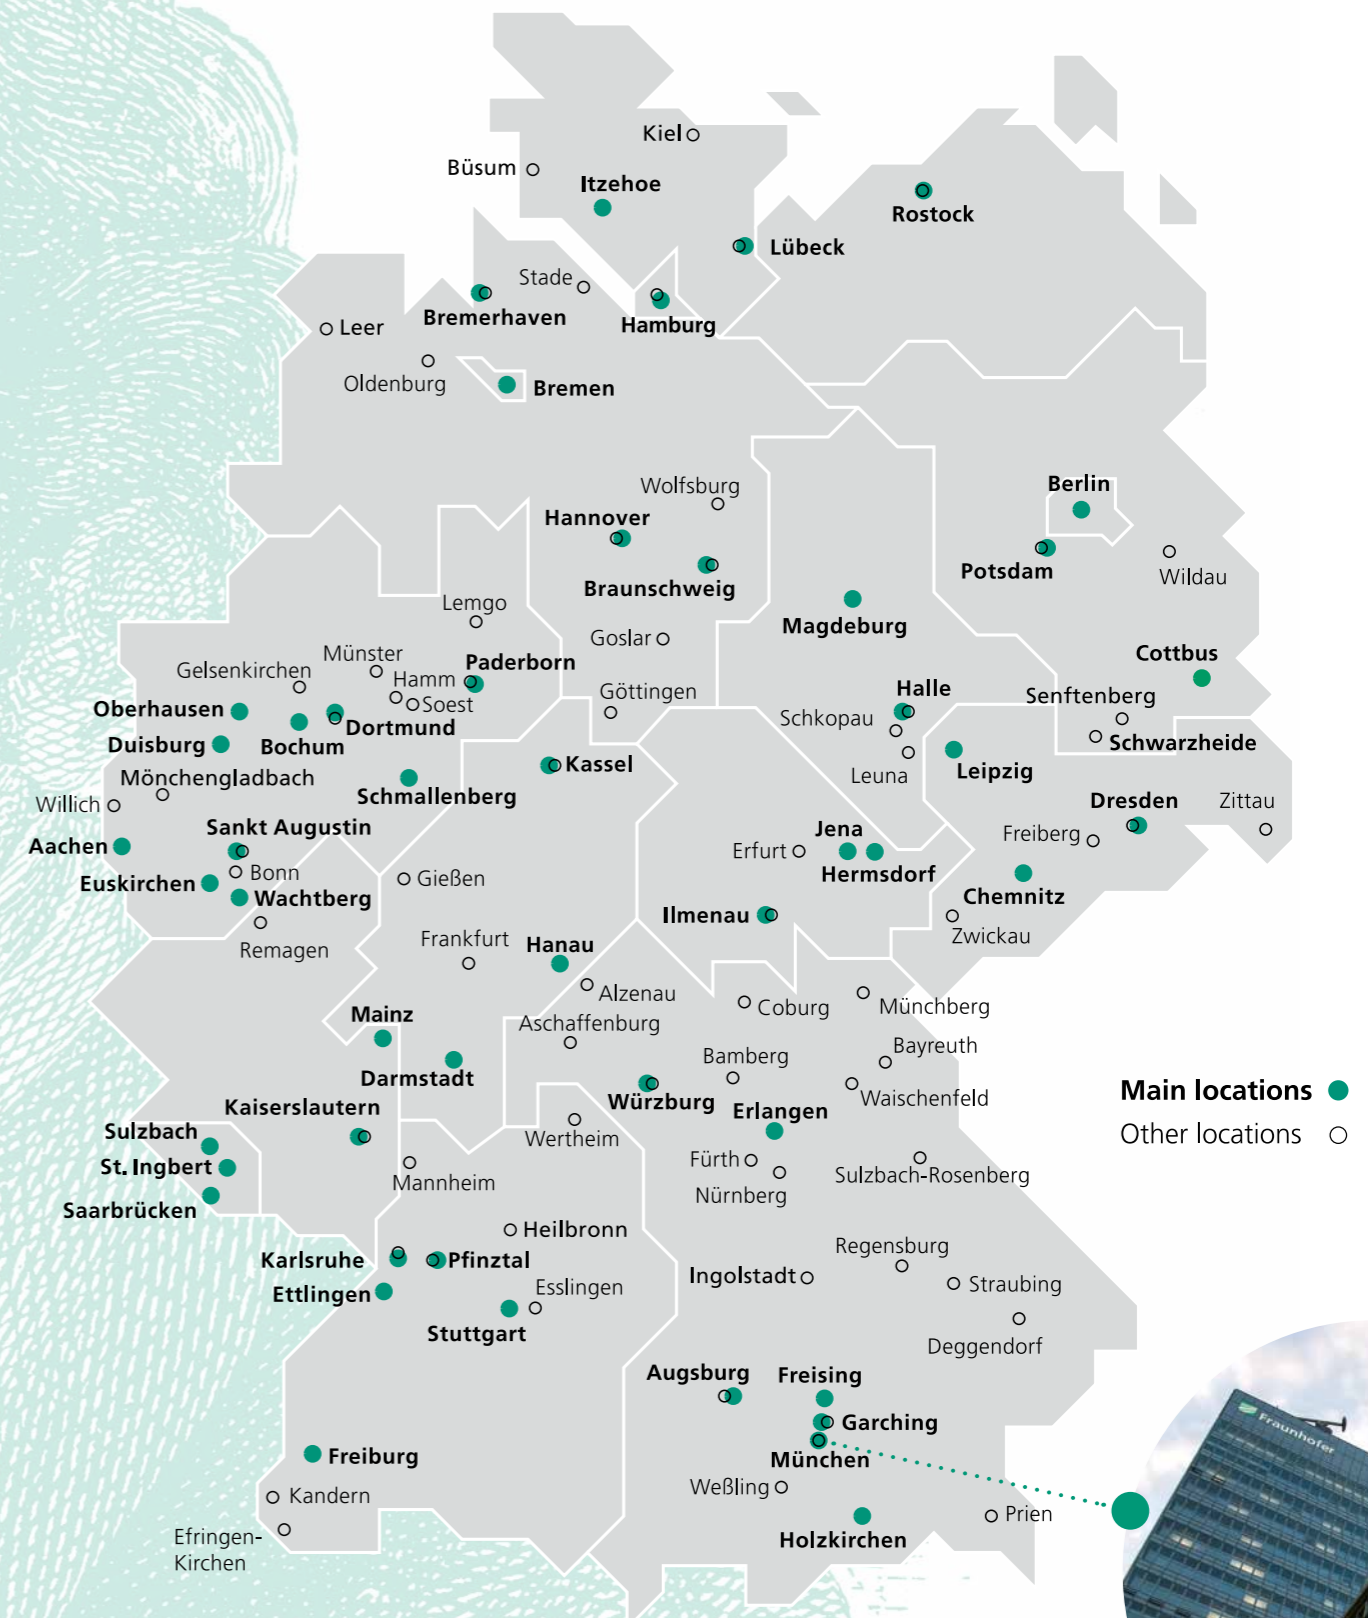 Kiel
Büsum
Itzehoe
Rostock
Lübeck
Stade
Bremerhaven
Hamburg
Leer
Oldenburg
Bremen
Wolfsburg
Berlin
Hannover
Potsdam
Wildau
Braunschweig
Lemgo
Magdeburg
Goslar
Münster
Paderborn
Cottbus
Gelsenkirchen
Hamm
Göttingen
Halle
Senftenberg
Oberhausen
Soest
Schkopau
Dortmund
Duisburg
Bochum
Schwarzheide
Kassel
Leuna
Leipzig
Mönchengladbach
Schmallenberg
Willich
Dresden
Zittau
Sankt Augustin
Jena
Freiberg
Aachen
Erfurt
Bonn
Gießen
Hermsdorf
Euskirchen
Wachtberg
Chemnitz
Ilmenau
Remagen
Frankfurt
Hanau
Zwickau
Alzenau
Coburg
Münchberg
Mainz
Aschaffenburg
Bayreuth
Bamberg
Darmstadt
Main locations
Waischenfeld
Würzburg
Kaiserslautern
Erlangen
Sulzbach
Wertheim
Other locations
Fürth
St. Ingbert
Mannheim
Nürnberg
Sulzbach-Rosenberg
Saarbrücken
Heilbronn
Regensburg
Karlsruhe
Pfinztal
Ingolstadt
Straubing
Ettlingen
Esslingen
Stuttgart
Deggendorf
Augsburg
Freising
Garching
Fraunhofer
Freiburg
München
Weßling
Kandern
Prien
Efringen-
Kirchen
Holzkirchen